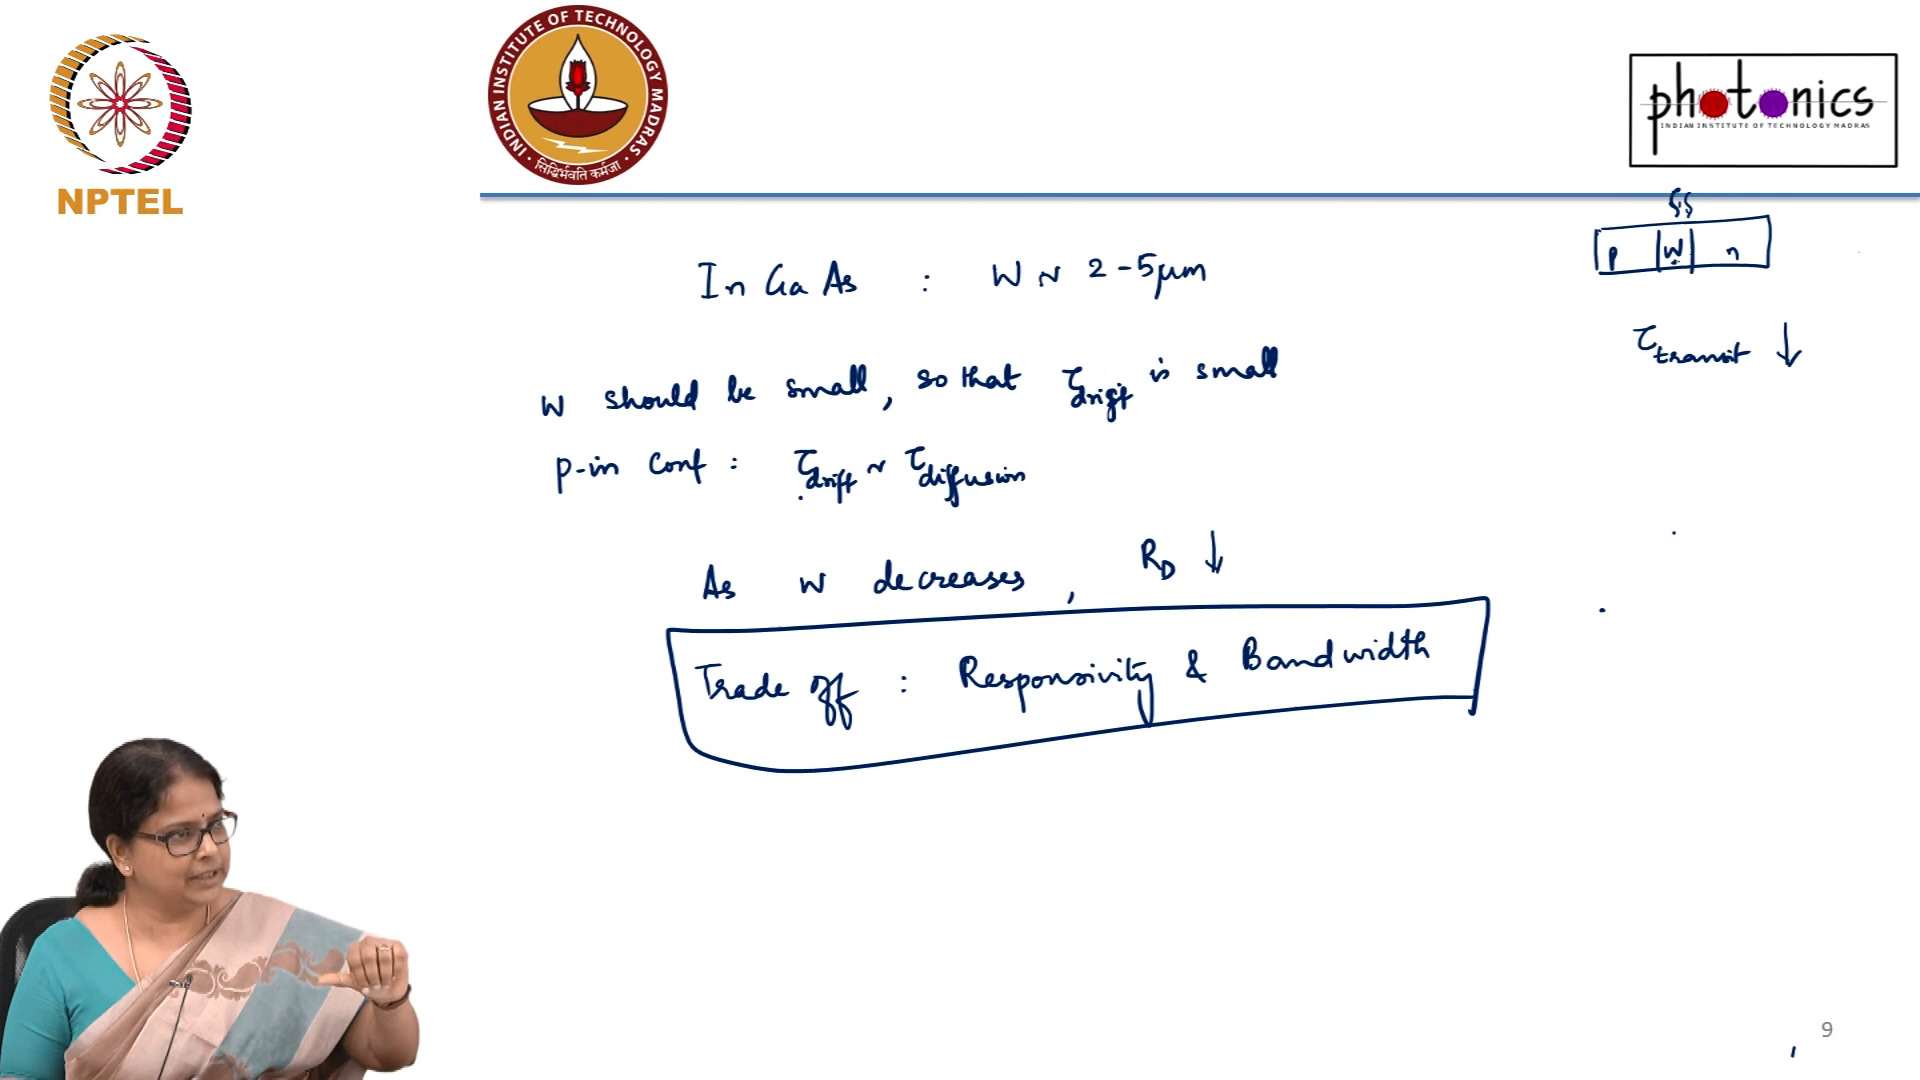 NPTEL
INDIAN INSTITUTE OF TECHNOLOGY MADRAS
सिद्धिर्भवति कर्मजा
photonics
INDIAN INSTITUTE OF TECHNOLOGY MADRAS
p W n
InGaAs : W ~ 2-5μm
τtransit ↓
W should be small, so that τdrift is small
p-in conf : τdrift ~ τdiffusion
As W decreases, RD ↓
Trade off : Responsivity & Bandwidth
9